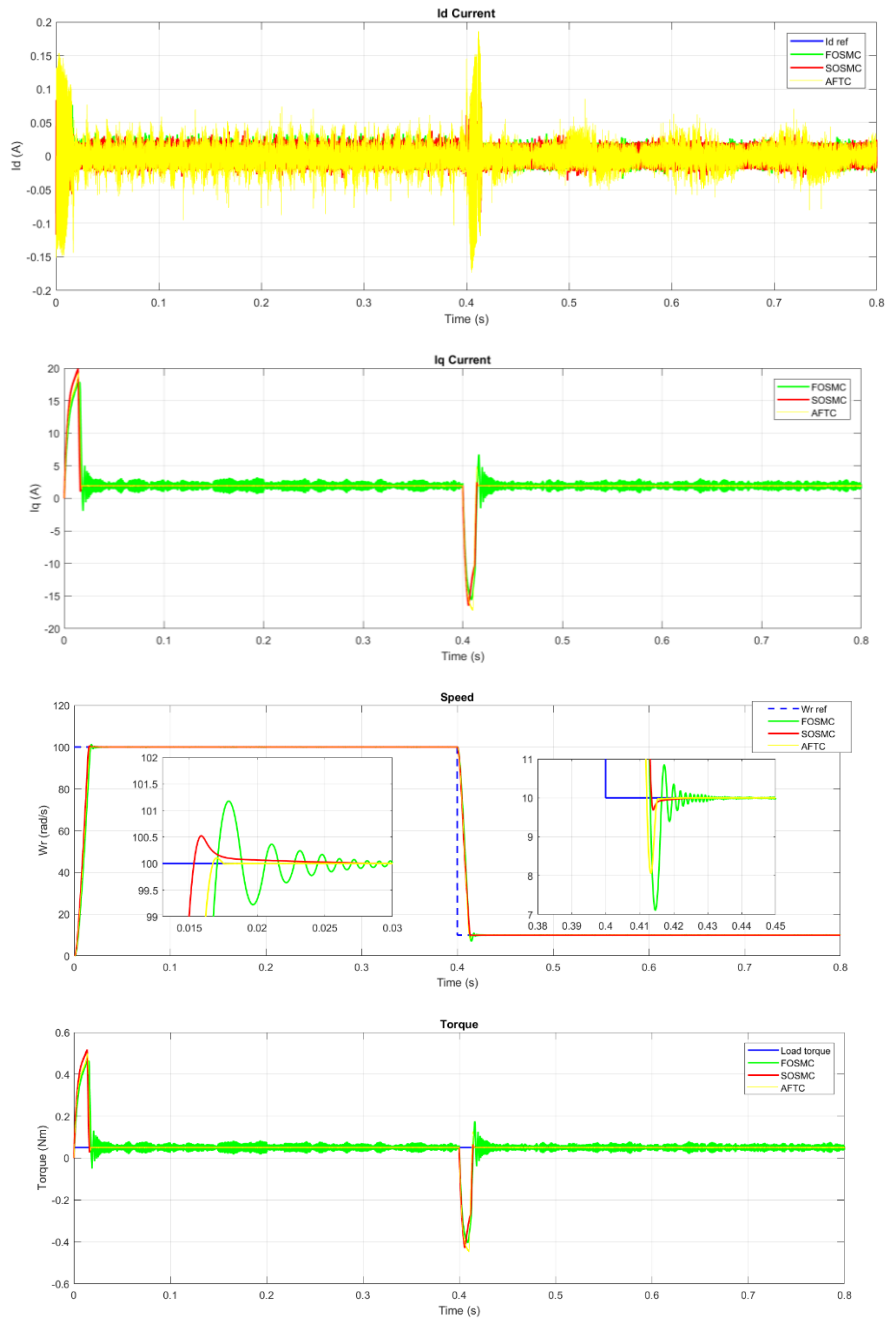 Id Current
0.2
0.15
0.1
0.05
0
-0.05
-0.1
-0.15
-0.2
Id (A)
Id ref
FOSMC
SOSMC
AFTC
0 0.1 0.2 0.3 0.4 0.5 0.6 0.7 0.8
Time (s)
Iq Current
20
15
10
5
0
-5
-10
-15
-20
Iq (A)
FOSMC
SOSMC
AFTC
0 0.1 0.2 0.3 0.4 0.5 0.6 0.7 0.8
Time (s)
Speed
120
100
80
60
40
20
0
Wr (rad/s)
Wr ref
FOSMC
SOSMC
AFTC
102
101.5
101
100.5
100
99.5
99
0.015 0.02 0.025 0.03
11
10
9
8
7
0.38 0.39 0.4 0.41 0.42 0.43 0.44 0.45
0 0.1 0.2 0.3 0.4 0.5 0.6 0.7 0.8
Time (s)
Torque
0.6
0.4
0.2
0
-0.2
-0.4
-0.6
Torque (Nm)
Load torque
FOSMC
SOSMC
AFTC
0 0.1 0.2 0.3 0.4 0.5 0.6 0.7 0.8
Time (s)